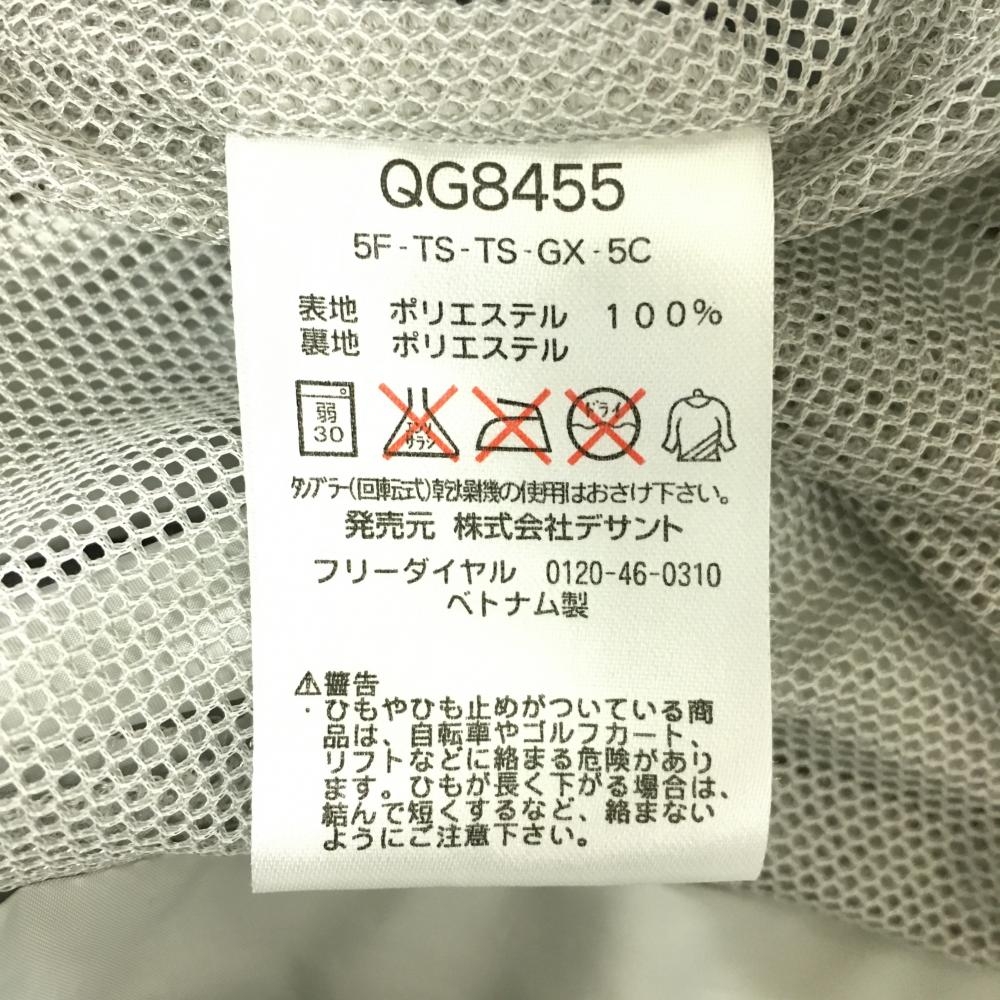 QG8455
5F-TS-TS-GX-5C
表地 ポリエステル 100%
裏地 ポリエステル
弱
30
エンソ
サラシ
ドライ
タンブラー(回転式)乾燥機の使用はおさけ下さい。
発売元 株式会社デサント
フリーダイヤル 0120-46-0310
ベトナム製
⚠警告
・ひもやひも止めがついている商
品は、自転車やゴルフカート、
リフトなどに絡まる危険があり
ます。ひもが長く下がる場合は、
結んで短くするなど、絡まない
ようにご注意下さい。